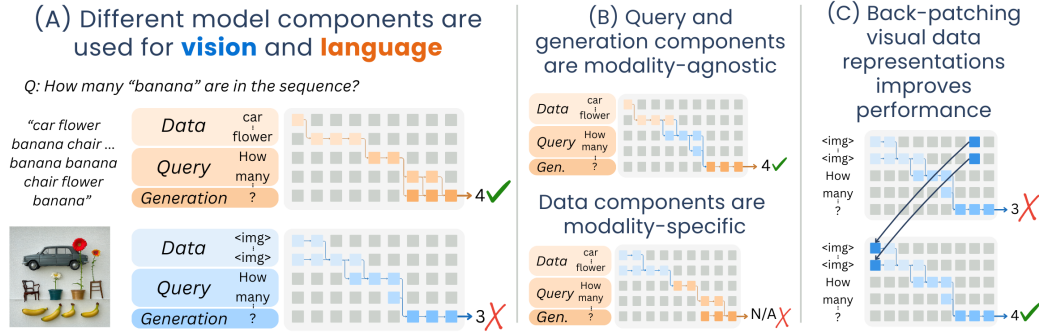 (A) Different model components are
used for vision and language
Q: How many “banana” are in the sequence?
“car flower
banana chair ...
banana banana
chair flower
banana”
Data
car
flower
Query
How
many
Generation
?
4
Data
<img>
<img>
Query
How
many
Generation
?
3
(B) Query and
generation components
are modality-agnostic
Data
car
flower
Query
How
many
Gen.
?
4
Data components are
modality-specific
Data
car
flower
Query
How
many
Gen.
?
N/A
(C) Back-patching
visual data
representations
improves
performance
<img>
<img>
How
many
?
3
<img>
<img>
How
many
?
4